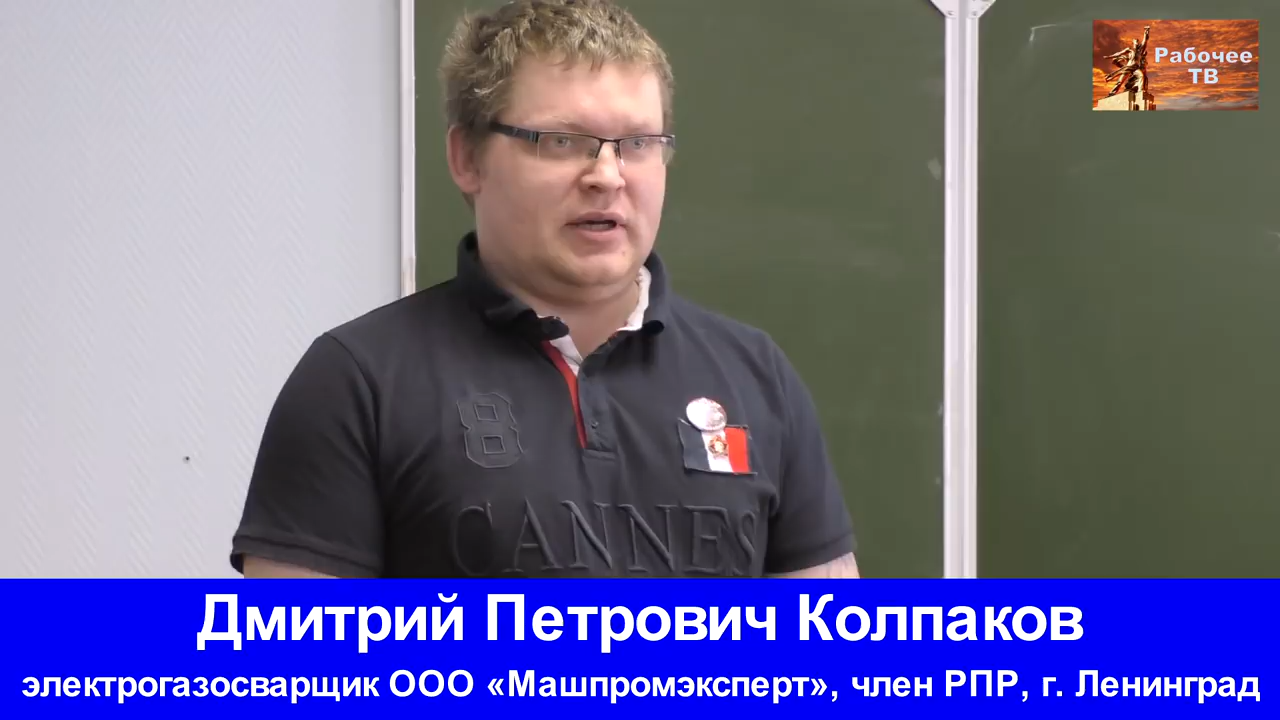 Рабочее
ТВ
8
CANNES
Дмитрий Петрович Колпаков
электрогазосварщик ООО «Машпромэксперт», член РПР, г. Ленинград